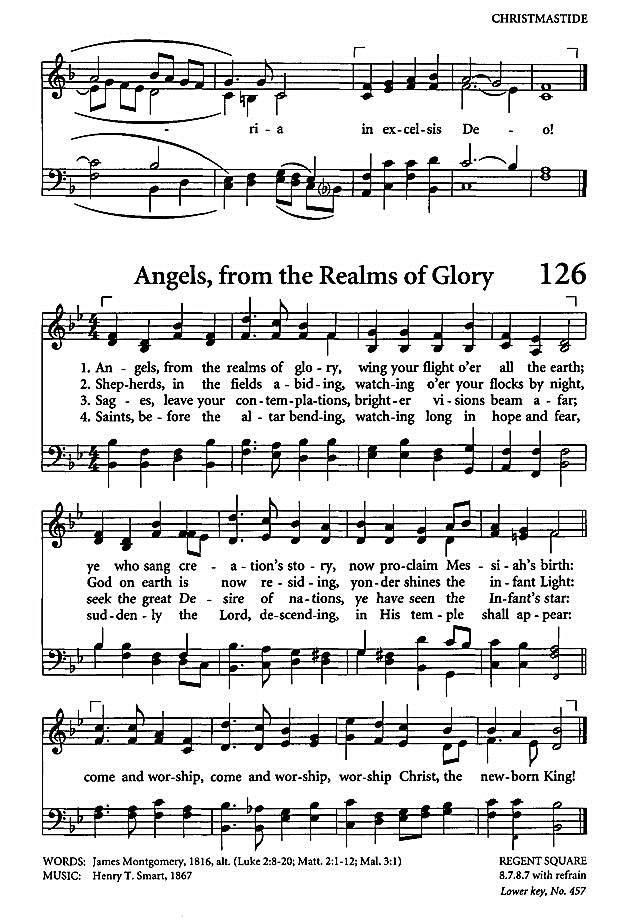 CHRISTMASTIDE
- ri - a in ex-cel-sis De - o!
Angels, from the Realms of Glory 126
1. An - gels, from the realms of glo - ry, wing your flight o'er all the earth;
2. Shep-herds, in the fields a - bid - ing, watch-ing o'er your flocks by night,
3. Sag - es, leave your con - tem - pla - tions, bright - er vi - sions beam a - far;
4. Saints, be - fore the al - tar bend-ing, watch-ing long in hope and fear,
ye who sang cre - a - tion's sto - ry, now pro-claim Mes - si - ah's birth:
God on earth is now re - sid - ing, yon - der shines the in - fant Light:
seek the great De - sire of na - tions, ye have seen the In-fant's star:
sud-den - ly the Lord, de-scend-ing, in His tem - ple shall ap - pear:
come and wor-ship, come and wor-ship, wor-ship Christ, the new-born King!
WORDS: James Montgomery, 1816, alt. (Luke 2:8-20; Matt. 2:1-12; Mal. 3:1) REGENT SQUARE
MUSIC: Henry T. Smart, 1867 8.7.8.7 with refrain
Lower key, No. 457